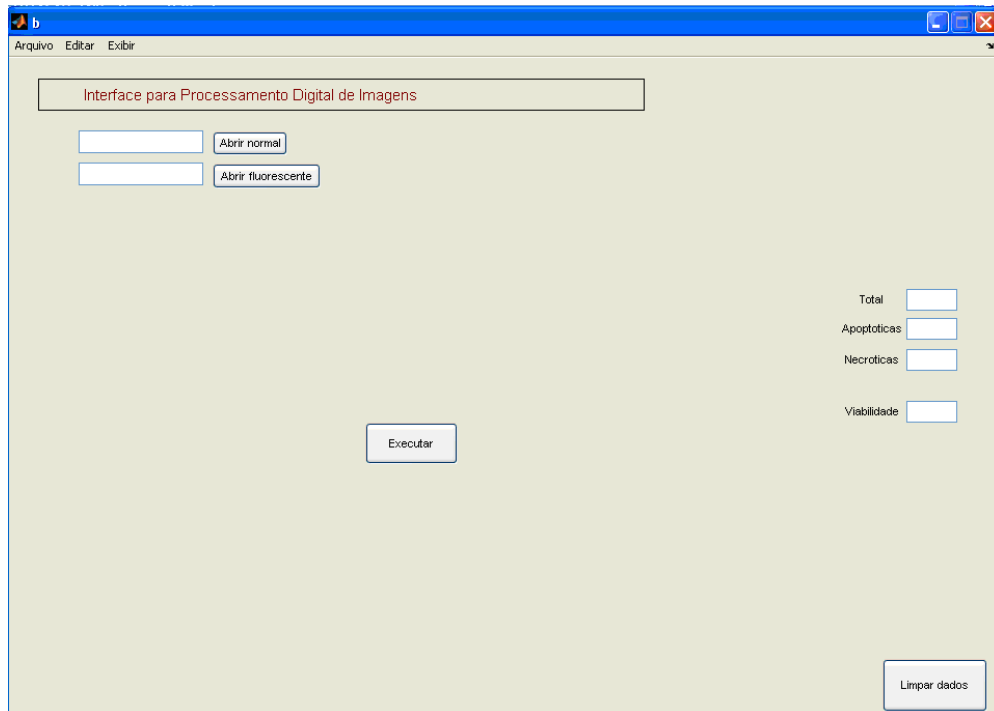 b
Arquivo Editar Exibir
Interface para Processamento Digital de Imagens
Abrir normal
Abrir fluorescente
Total
Apoptoticas
Necroticas
Viabilidade
Executar
Limpar dados